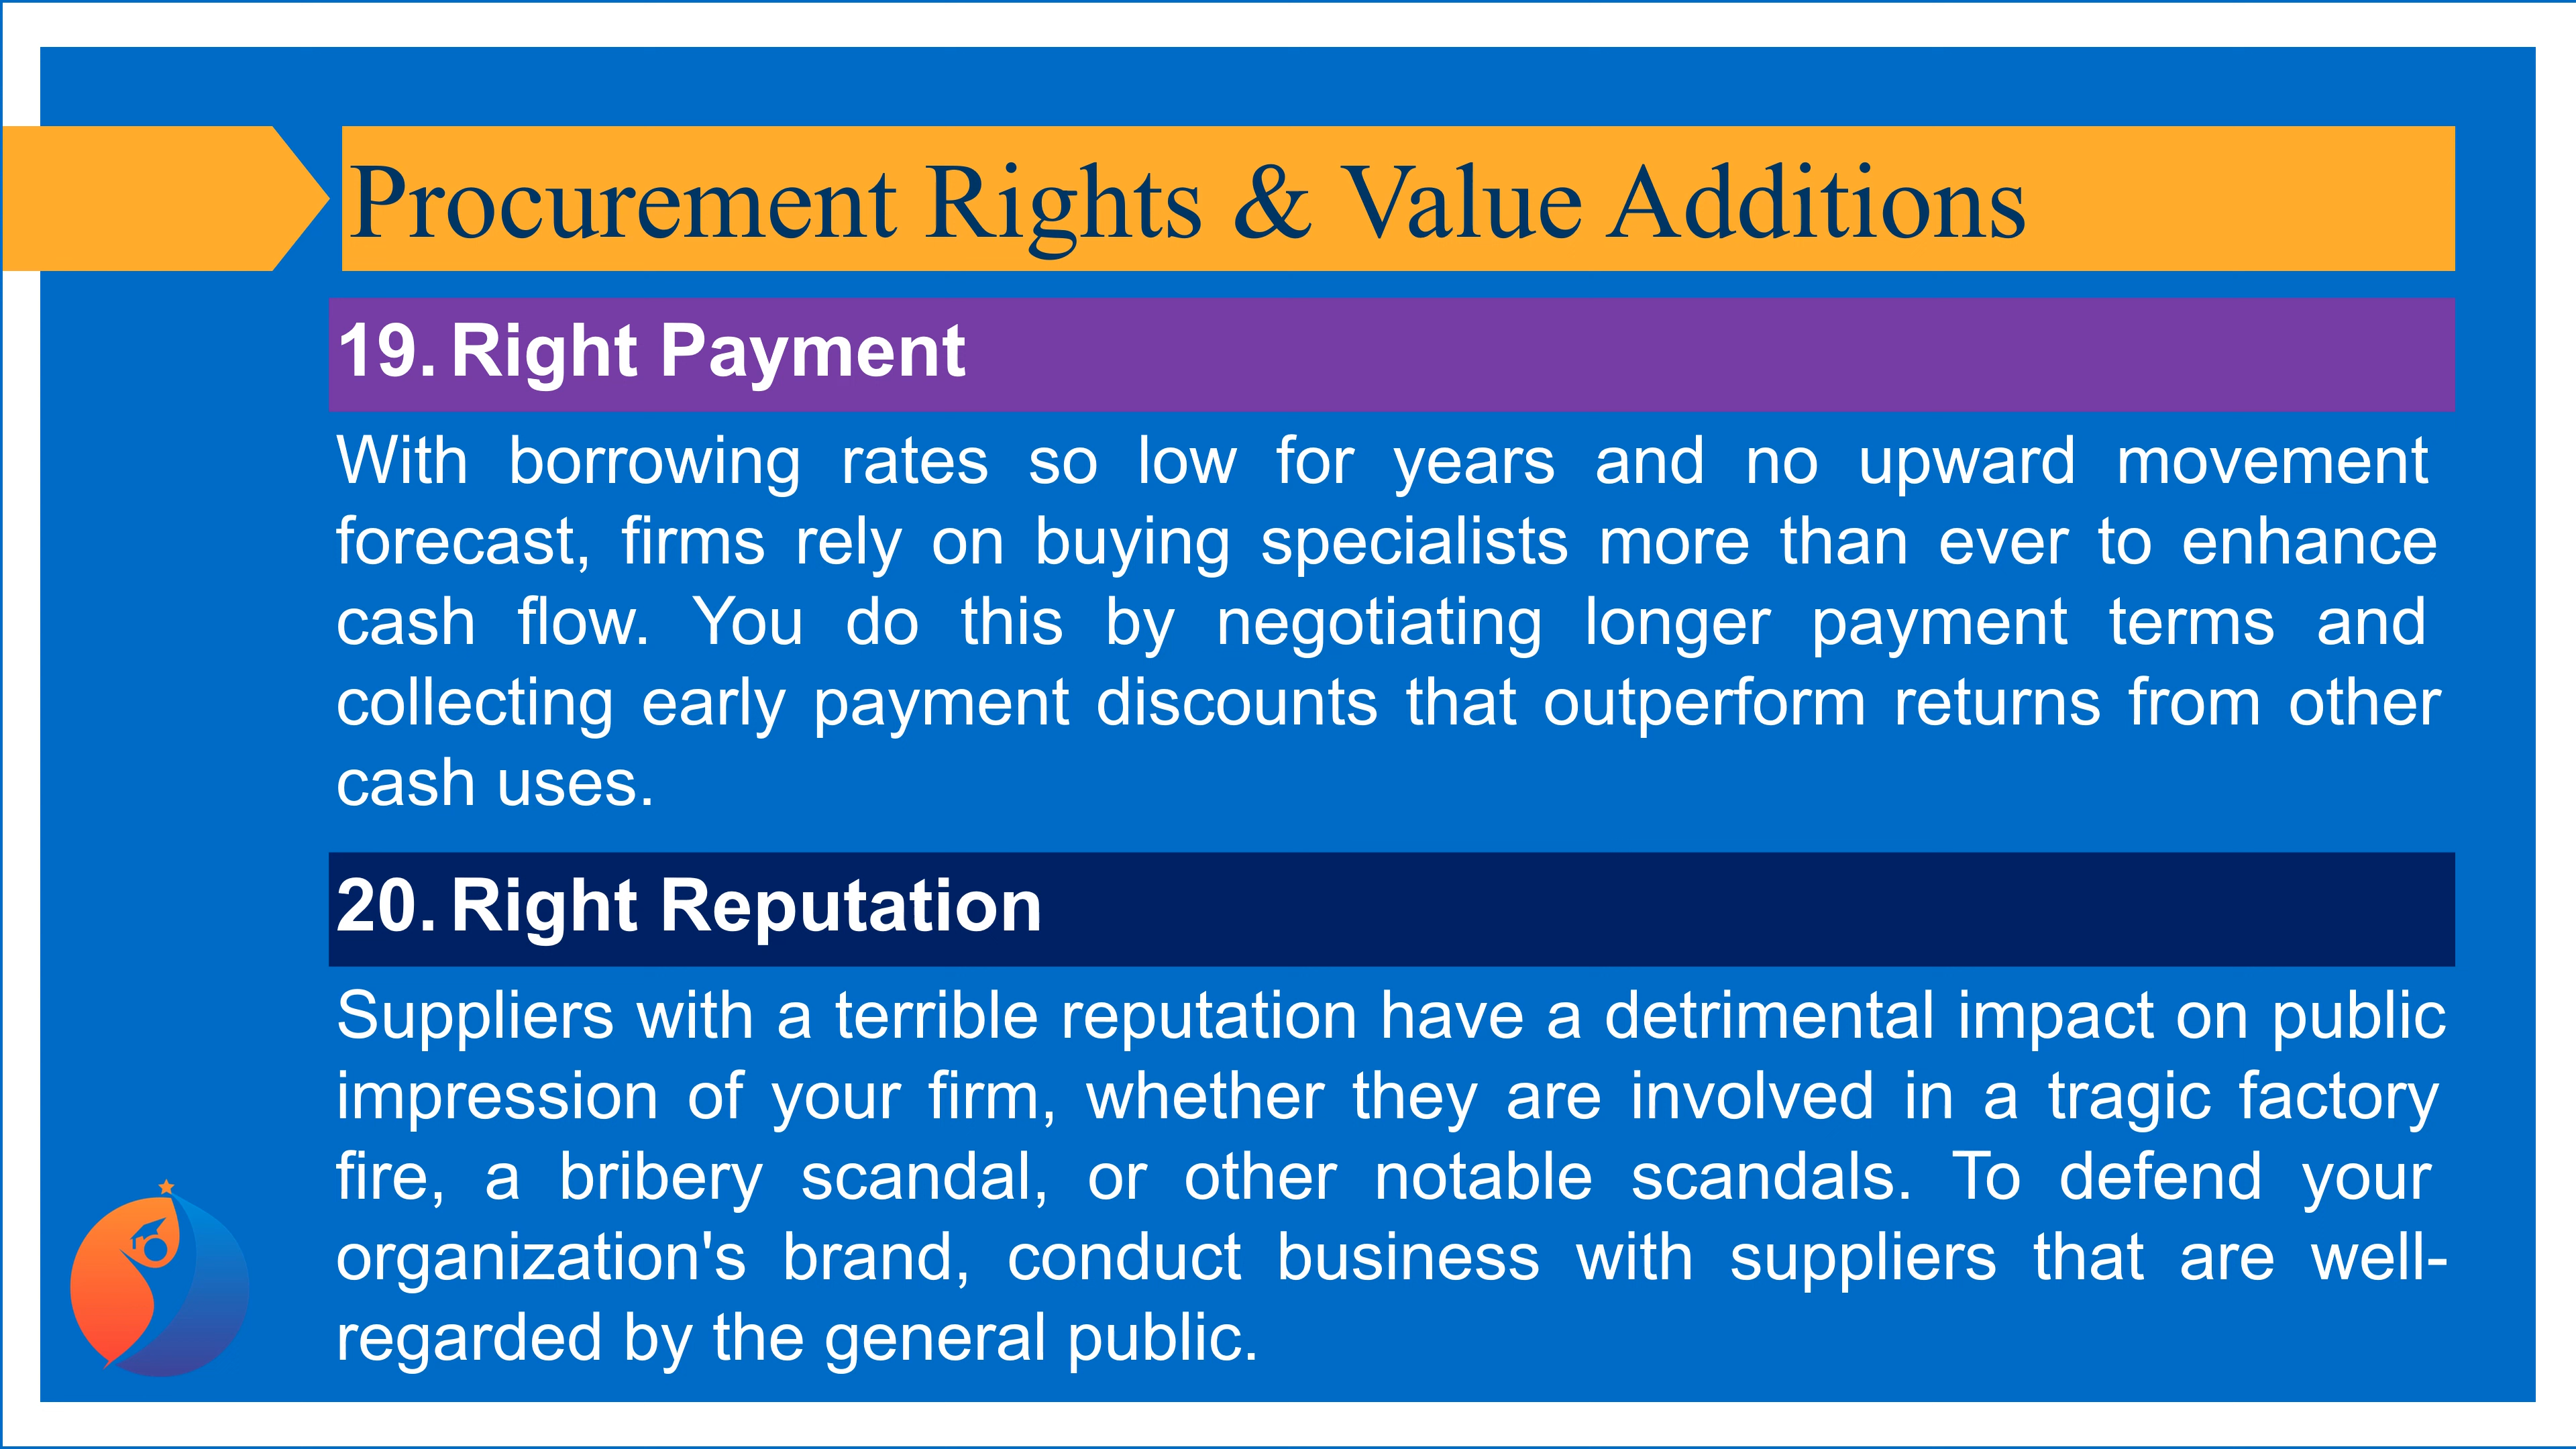 Procurement Rights & Value Additions
19. Right Payment
With borrowing rates so low for years and no upward movement
forecast, firms rely on buying specialists more than ever to enhance
cash flow. You do this by negotiating longer payment terms and
collecting early payment discounts that outperform returns from other
cash uses.
20. Right Reputation
Suppliers with a terrible reputation have a detrimental impact on public
impression of your firm, whether they are involved in a tragic factory
fire, a bribery scandal, or other notable scandals. To defend your
organization's brand, conduct business with suppliers that are well-
regarded by the general public.